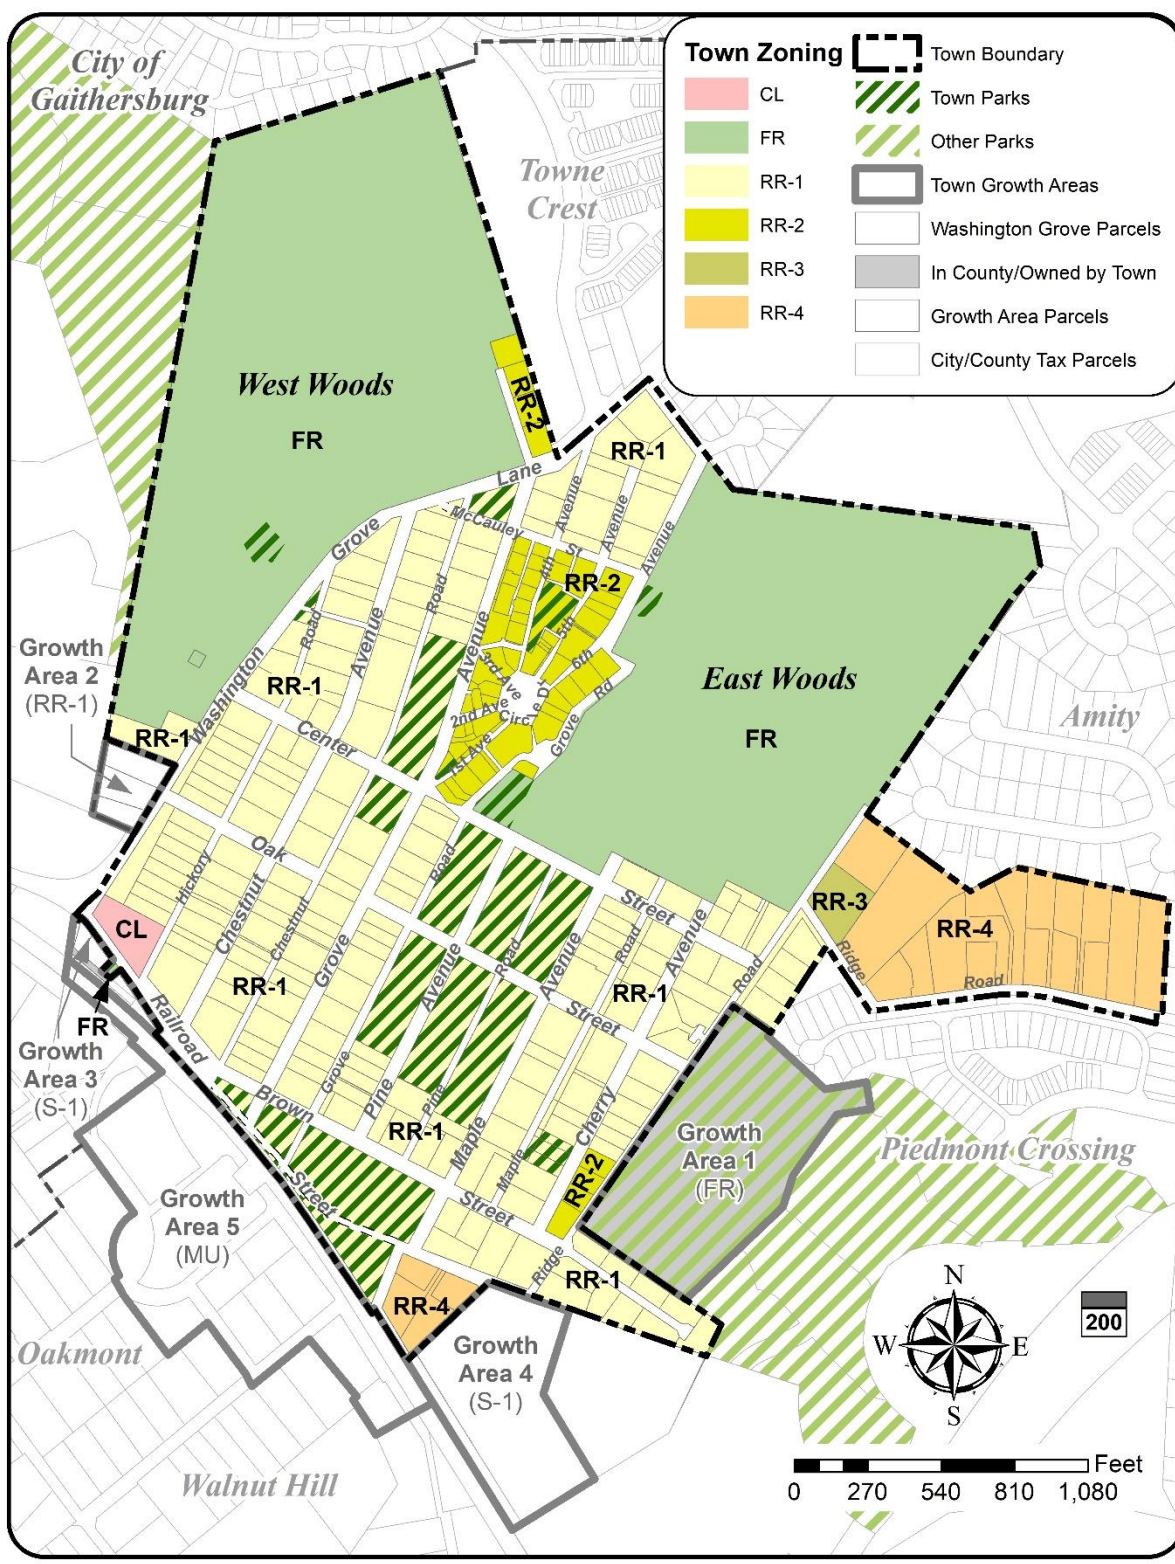 City of
Gaithersburg
Towne
Crest
Town Zoning
CL
FR
RR-1
RR-2
RR-3
RR-4
Town Boundary
Town Parks
Other Parks
Town Growth Areas
Washington Grove Parcels
In County/Owned by Town
Growth Area Parcels
City/County Tax Parcels
West Woods
FR
RR-2
RR-1
Lane
Grove
Washington
McCauley
St
Avenue
Avenue
Avenue
4th
RR-2
5th
6th
3rd Ave
2nd Ave
1st Ave
Circle Dr
Grove
Rd
Road
Avenue
Avenue
Road
RR-1
Growth
Area 2
(RR-1)
RR-1
Center
East Woods
FR
Amity
Oak
Road
Hickory
Chestnut
Chestnut
Grove
Avenue
Road
Avenue
Street
Road
Avenue
Road
RR-3
Ridge
RR-4
Road
CL
RR-1
RR-1
Street
FR
Railroad
Growth
Area 3
(S-1)
Brown
Grove
Pine
Pine
RR-1
Maple
Maple
Cherry
RR-2
Growth
Area 1
(FR)
Piedmont Crossing
Street
Street
Growth
Area 5
(MU)
Ridge
RR-1
RR-4
Growth
Area 4
(S-1)
Oakmont
Walnut Hill
N
W
E
S
200
Feet
0 270 540 810 1,080